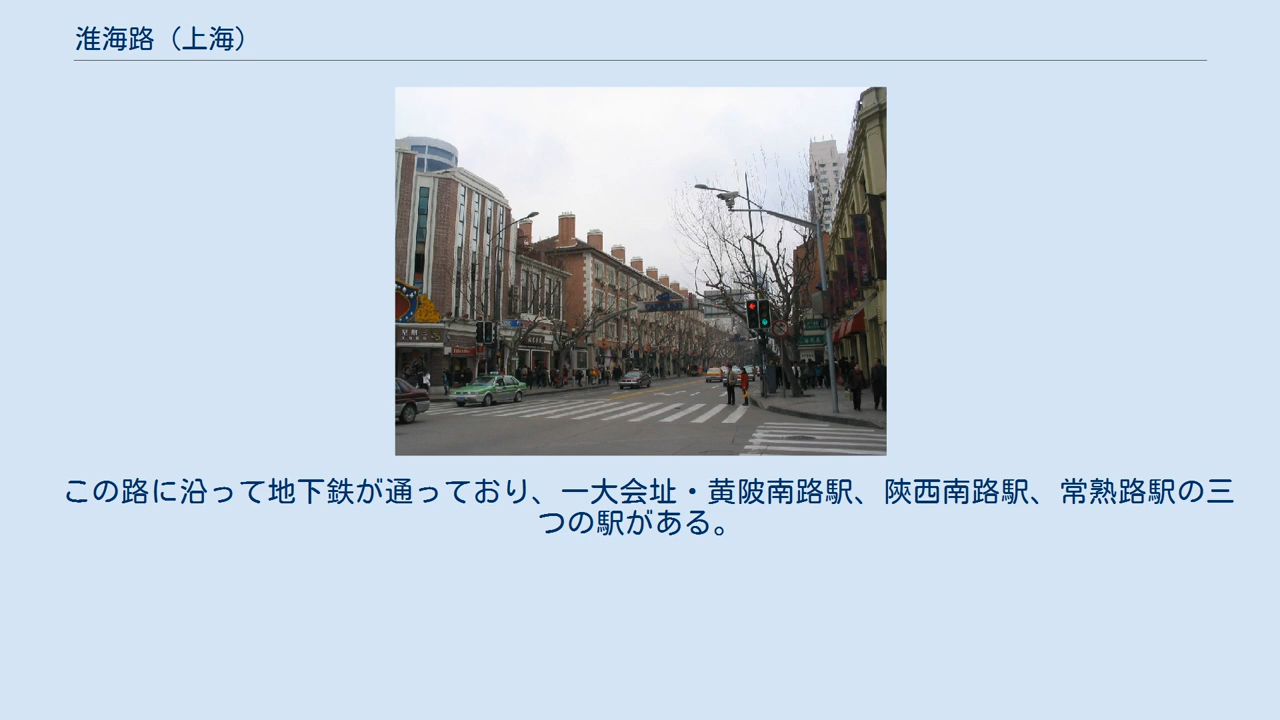 淮海路（上海）
この路に沿って地下鉄が通っており、一大会址・黄陂南路駅、陝西南路駅、常熟路駅の三
つの駅がある。